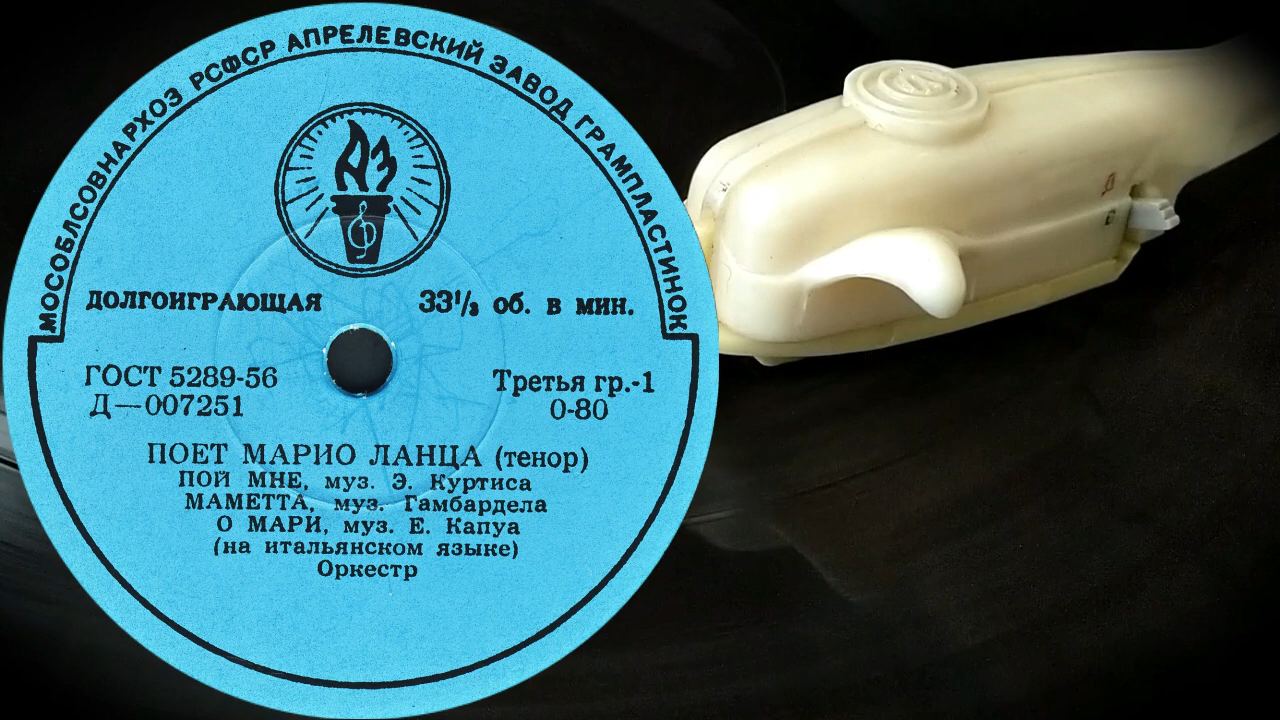 МОСОБЛСОВНАРХОЗ РСФСР АПРЕЛЕВСКИЙ ЗАВОД ГРАМПЛАСТИНОК
АЗ
ДОЛГОИГРАЮЩАЯ 33⅓ об. в мин.
ГОСТ 5289-56 Третья гр.-1
Д—007251 0-80
ПОЕТ МАРИО ЛАНЦА (тенор)
ПОЙ МНЕ, муз. Э. Куртиса
МАМЕТТА, муз. Гамбардела
О МАРИ, муз. Е. Капуа
(на итальянском языке)
Оркестр